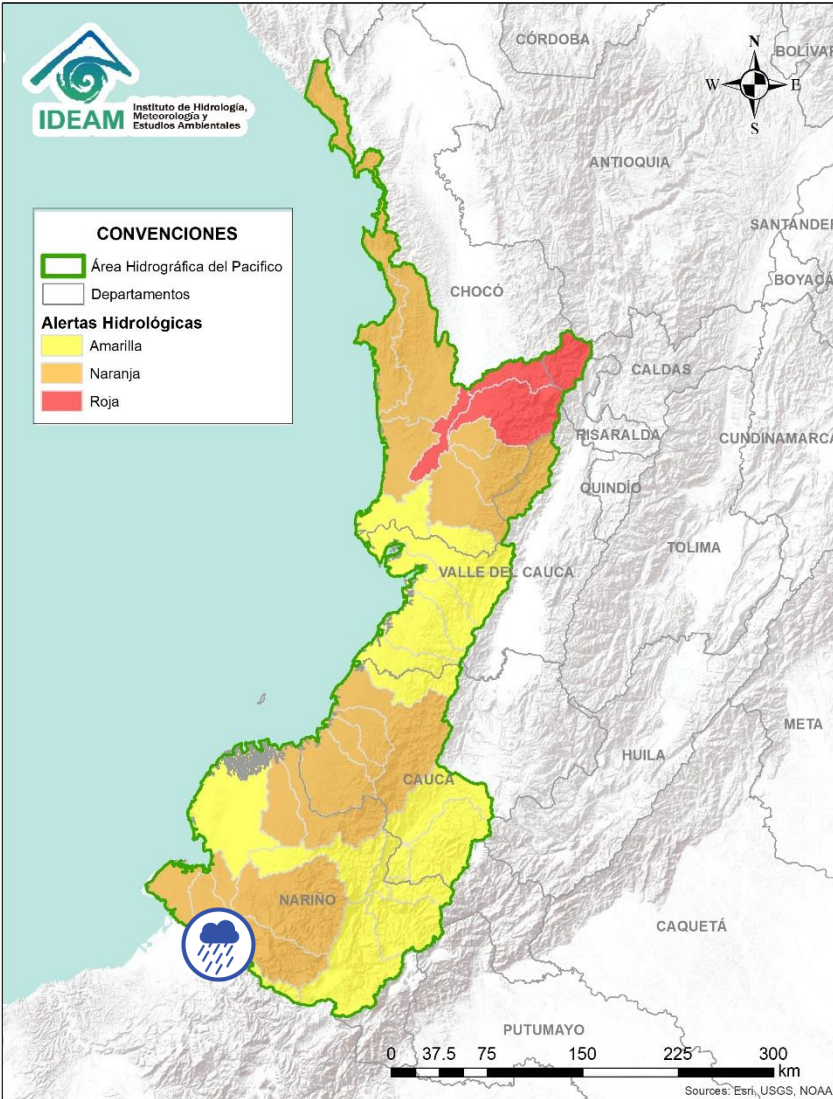 IDEAM
Instituto de Hidrología,
Meteorología y
Estudios Ambientales
N
W
E
S
CÓRDOBA
BOLÍVAR
ANTIOQUIA
SANTANDER
BOYACÁ
CONVENCIONES
Área Hidrográfica del Pacifico
Departamentos
Alertas Hidrológicas
Amarilla
Naranja
Roja
CHOCÓ
CALDAS
RISARALDA
CUNDINAMARCA
QUINDÍO
TOLIMA
VALLE DEL CAUCA
META
HUILA
CAUCA
NARIÑO
CAQUETÁ
PUTUMAYO
0 37.5 75 150 225 300
km
Sources: Esri, USGS, NOAA